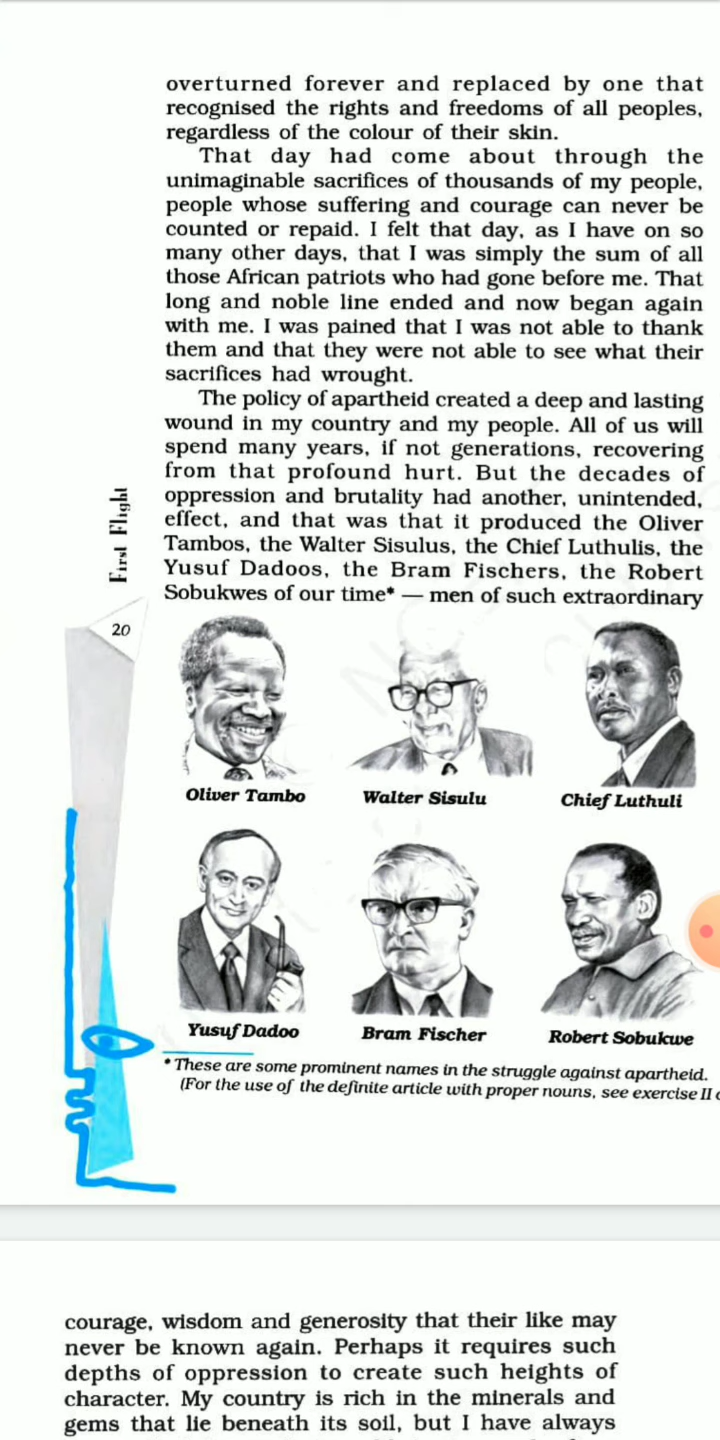 overturned forever and replaced by one that
recognised the rights and freedoms of all peoples,
regardless of the colour of their skin.
That day had come about through the
unimaginable sacrifices of thousands of my people,
people whose suffering and courage can never be
counted or repaid. I felt that day, as I have on so
many other days, that I was simply the sum of all
those African patriots who had gone before me. That
long and noble line ended and now began again
with me. I was pained that I was not able to thank
them and that they were not able to see what their
sacrifices had wrought.
The policy of apartheid created a deep and lasting
wound in my country and my people. All of us will
spend many years, if not generations, recovering
from that profound hurt. But the decades of
oppression and brutality had another, unintended,
effect, and that was that it produced the Oliver
Tambos, the Walter Sisulus, the Chief Luthulis, the
Yusuf Dadoos, the Bram Fischers, the Robert
Sobukwes of our time* — men of such extraordinary
First Flight
20
Oliver Tambo
Walter Sisulu
Chief Luthuli
Yusuf Dadoo
Bram Fischer
Robert Sobukwe
* These are some prominent names in the struggle against apartheid.
(For the use of the definite article with proper nouns, see exercise II
courage, wisdom and generosity that their like may
never be known again. Perhaps it requires such
depths of oppression to create such heights of
character. My country is rich in the minerals and
gems that lie beneath its soil, but I have always